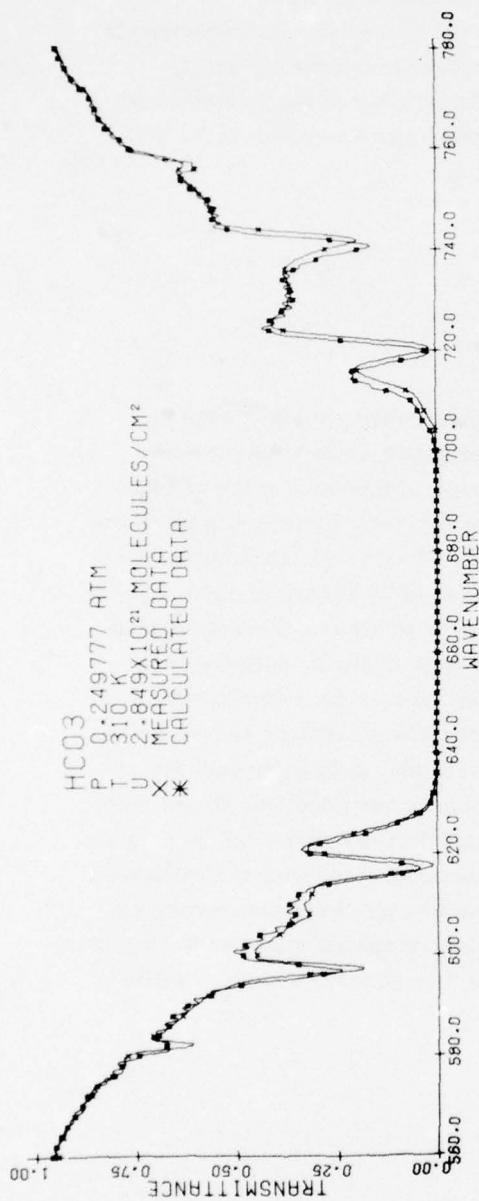 HC03
P 0.249777 ATM
T 310 K
U 2.849X10²¹ MOLECULES/CM²
X MEASURED DATA
Ж CALCULATED DATA
TRANSMITTANCE
1.00
0.75
0.50
0.25
0.00
560.0
580.0
600.0
620.0
640.0
660.0
680.0
700.0
720.0
740.0
760.0
780.0
WAVENUMBER